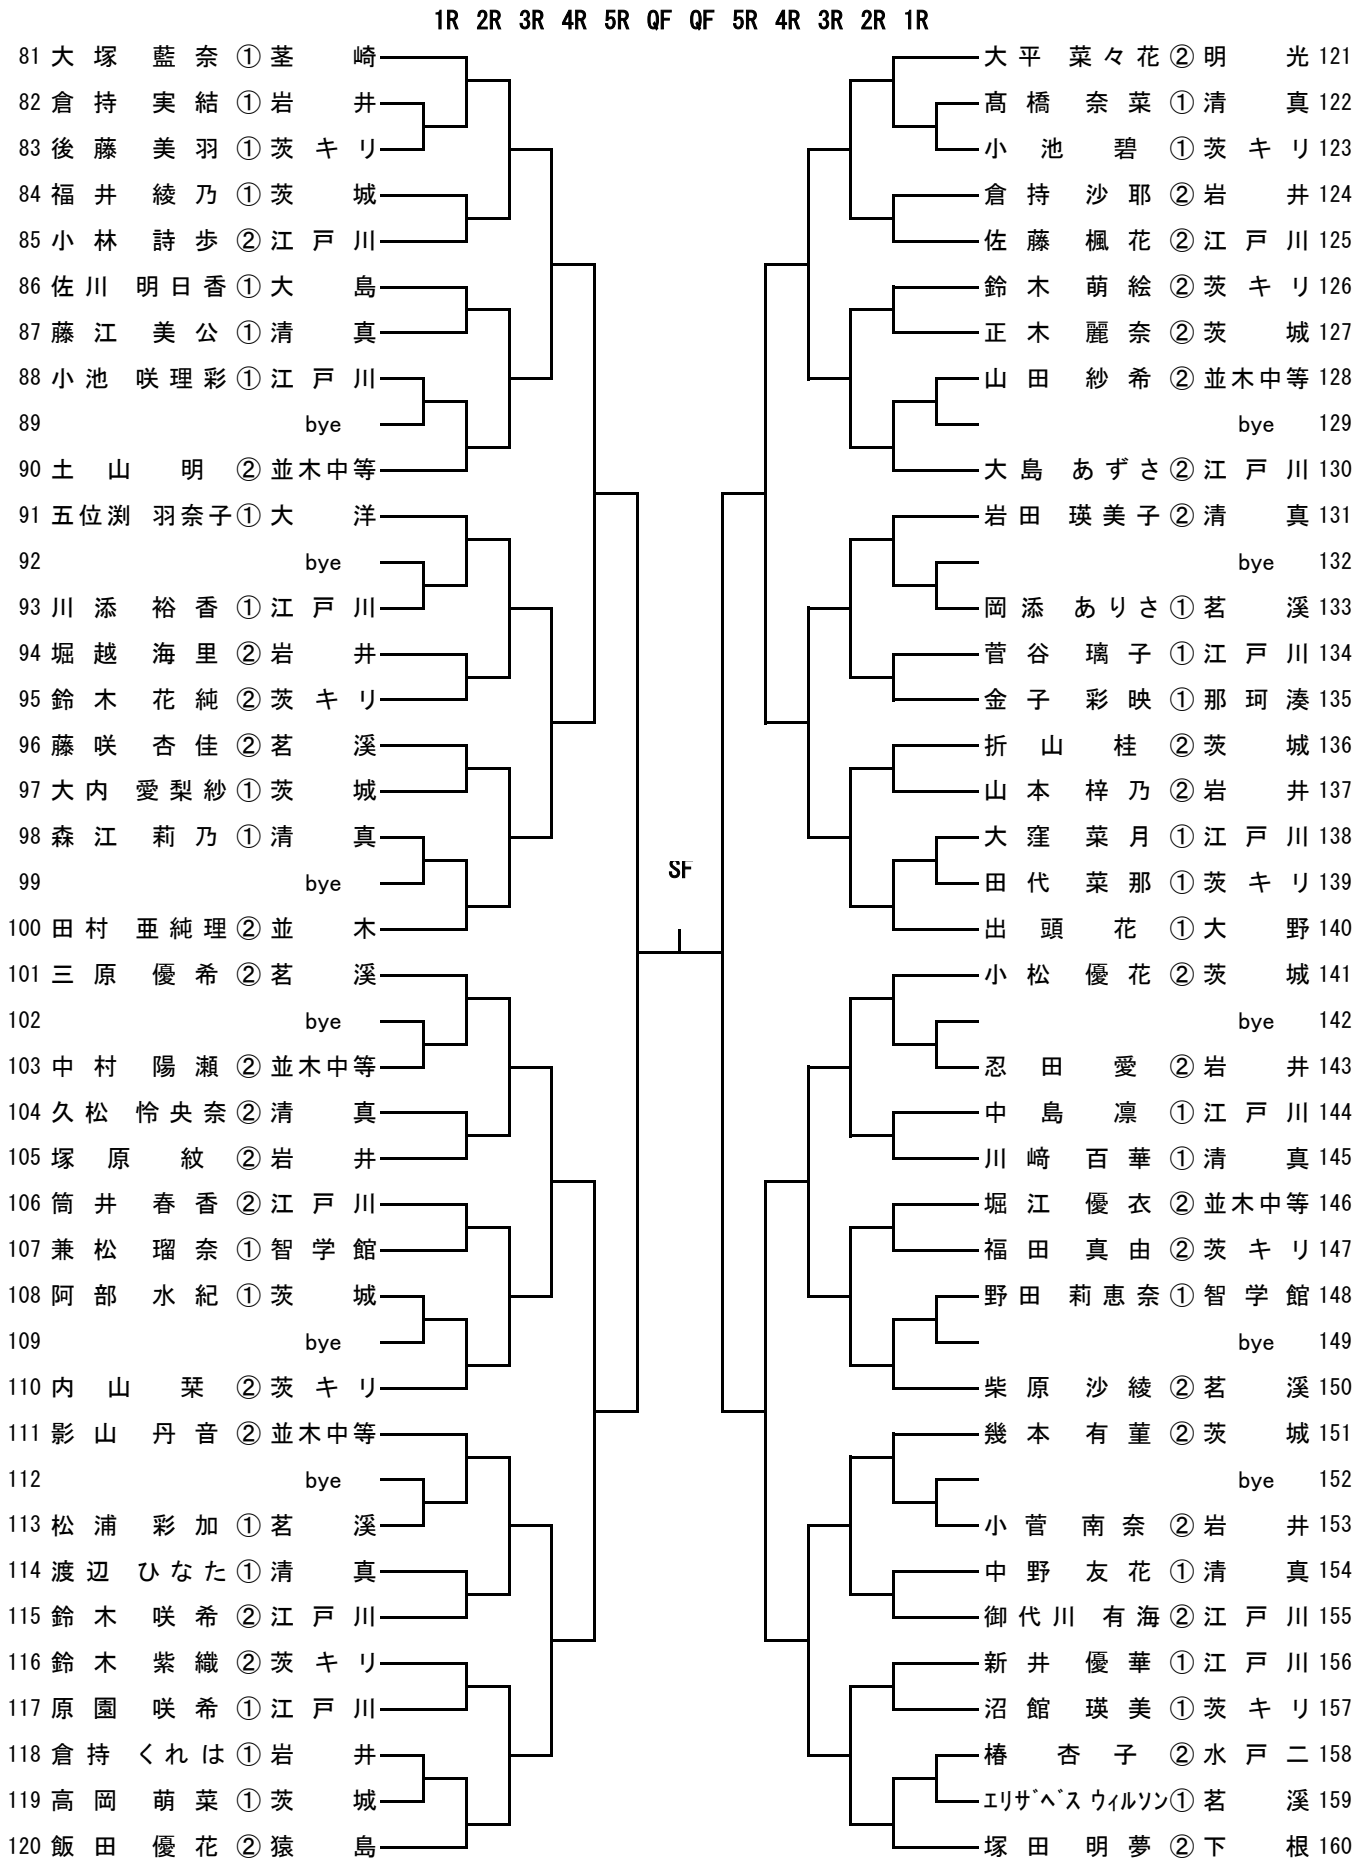 1R 2R 3R 4R 5R QF QF 5R 4R 3R 2R 1R
81 大塚 藍奈 ① 茎崎 大平 菜々花 ② 明光 121
82 倉持 実結 ① 岩井 髙橋 奈菜 ① 清真 122
83 後藤 美羽 ① 茨キリ 小池 碧 ① 茨キリ 123
84 福井 綾乃 ① 茨城 倉持 沙耶 ② 岩井 124
85 小林 詩歩 ② 江戸川 佐藤 楓花 ② 江戸川 125
86 佐川 明日香 ① 大島 鈴木 萌絵 ② 茨キリ 126
87 藤江 美公 ① 清真 正木 麗奈 ② 茨城 127
88 小池 咲理彩 ① 江戸川 山田 紗希 ② 並木中等 128
89 bye bye 129
90 土山 明 ② 並木中等 大島 あずさ ② 江戸川 130
91 五位渕 羽奈子 ① 大洋 岩田 瑛美子 ② 清真 131
92 bye bye 132
93 川添 裕香 ① 江戸川 岡添 ありさ ① 茗溪 133
94 堀越 海里 ② 岩井 菅谷 璃子 ① 江戸川 134
95 鈴木 花純 ② 茨キリ 金子 彩映 ① 那珂湊 135
96 藤咲 杏佳 ② 茗溪 折山 桂 ② 茨城 136
97 大内 愛梨紗 ① 茨城 山本 梓乃 ② 岩井 137
98 森江 莉乃 ① 清真 大窪 菜月 ① 江戸川 138
99 bye SF 田代 菜那 ① 茨キリ 139
100 田村 亜純理 ② 並木 出頭 花 ① 大野 140
101 三原 優希 ② 茗溪 小松 優花 ② 茨城 141
102 bye bye 142
103 中村 陽瀬 ② 並木中等 忍田 愛 ② 岩井 143
104 久松 怜央奈 ② 清真 中島 凛 ① 江戸川 144
105 塚原 紋 ② 岩井 川﨑 百華 ① 清真 145
106 筒井 春香 ② 江戸川 堀江 優衣 ② 並木中等 146
107 兼松 瑠奈 ① 智学館 福田 真由 ② 茨キリ 147
108 阿部 水紀 ① 茨城 野田 莉恵奈 ① 智学館 148
109 bye bye 149
110 内山 栞 ② 茨キリ 柴原 沙綾 ② 茗溪 150
111 影山 丹音 ② 並木中等 幾本 有菫 ② 茨城 151
112 bye bye 152
113 松浦 彩加 ① 茗溪 小菅 南奈 ② 岩井 153
114 渡辺 ひなた ① 清真 中野 友花 ① 清真 154
115 鈴木 咲希 ② 江戸川 御代川 有海 ② 江戸川 155
116 鈴木 紫織 ② 茨キリ 新井 優華 ① 江戸川 156
117 原園 咲希 ① 江戸川 沼館 瑛美 ① 茨キリ 157
118 倉持 くれは ① 岩井 椿 杏子 ② 水戸二 158
119 高岡 萌菜 ① 茨城 エリザベス ウィルソン ① 茗溪 159
120 飯田 優花 ② 猿島 塚田 明夢 ② 下根 160